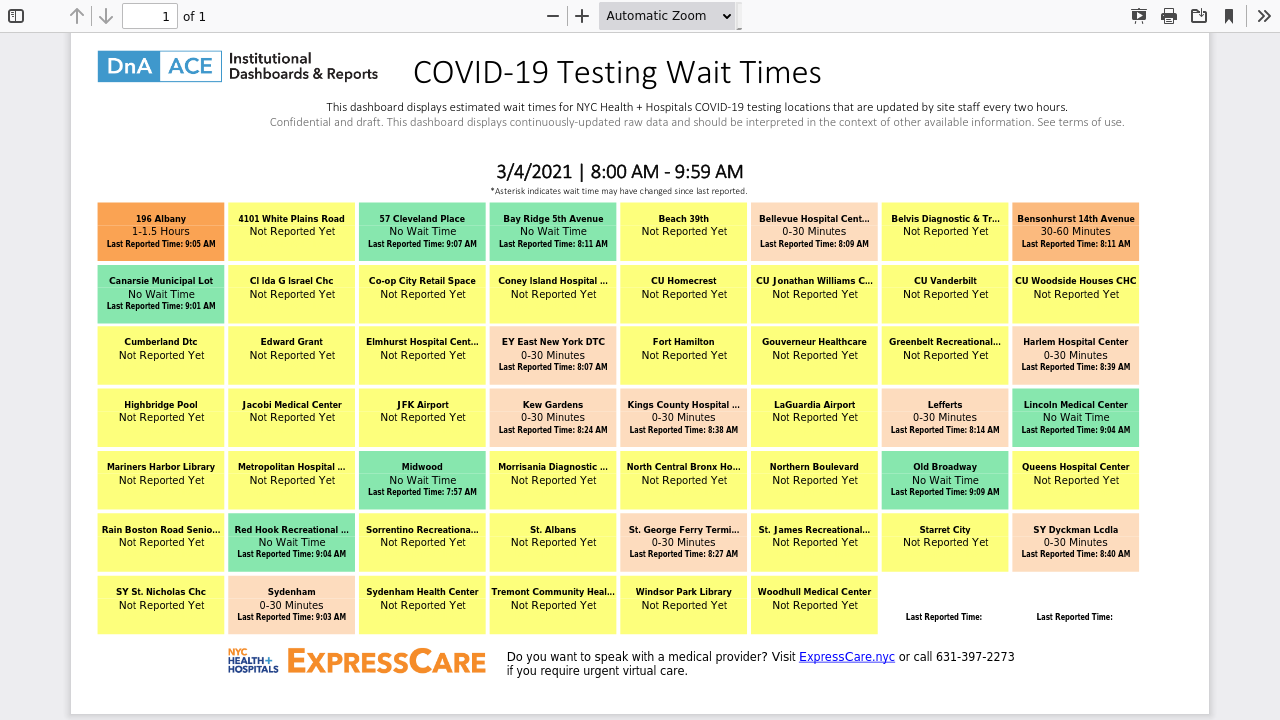 1 of 1 Automatic Zoom
DnA ACE Institutional
Dashboards & Reports
COVID-19 Testing Wait Times
This dashboard displays estimated wait times for NYC Health + Hospitals COVID-19 testing locations that are updated by site staff every two hours.
Confidential and draft. This dashboard displays continuously-updated raw data and should be interpreted in the context of other available information. See terms of use.
3/4/2021 | 8:00 AM - 9:59 AM
*Asterisk indicates wait time may have changed since last reported.
196 Albany
1-1.5 Hours
Last Reported Time: 9:05 AM
4101 White Plains Road
Not Reported Yet
57 Cleveland Place
No Wait Time
Last Reported Time: 9:07 AM
Bay Ridge 5th Avenue
No Wait Time
Last Reported Time: 8:11 AM
Beach 39th
Not Reported Yet
Bellevue Hospital Cent...
0-30 Minutes
Last Reported Time: 8:09 AM
Belvis Diagnostic & Tr...
Not Reported Yet
Bensonhurst 14th Avenue
30-60 Minutes
Last Reported Time: 8:11 AM
Canarsie Municipal Lot
No Wait Time
Last Reported Time: 9:01 AM
CI Ida G Israel Chc
Not Reported Yet
Co-op City Retail Space
Not Reported Yet
Coney Island Hospital ...
Not Reported Yet
CU Homecrest
Not Reported Yet
CU Jonathan Williams C...
Not Reported Yet
CU Vanderbilt
Not Reported Yet
CU Woodside Houses CHC
Not Reported Yet
Cumberland Dtc
Not Reported Yet
Edward Grant
Not Reported Yet
Elmhurst Hospital Cent...
Not Reported Yet
EY East New York DTC
0-30 Minutes
Last Reported Time: 8:07 AM
Fort Hamilton
Not Reported Yet
Gouverneur Healthcare
Not Reported Yet
Greenbelt Recreational...
Not Reported Yet
Harlem Hospital Center
0-30 Minutes
Last Reported Time: 8:39 AM
Highbridge Pool
Not Reported Yet
Jacobi Medical Center
Not Reported Yet
JFK Airport
Not Reported Yet
Kew Gardens
0-30 Minutes
Last Reported Time: 8:24 AM
Kings County Hospital ...
0-30 Minutes
Last Reported Time: 8:38 AM
LaGuardia Airport
Not Reported Yet
Lefferts
0-30 Minutes
Last Reported Time: 8:14 AM
Lincoln Medical Center
No Wait Time
Last Reported Time: 9:04 AM
Mariners Harbor Library
Not Reported Yet
Metropolitan Hospital ...
Not Reported Yet
Midwood
No Wait Time
Last Reported Time: 7:57 AM
Morrisania Diagnostic ...
Not Reported Yet
North Central Bronx Ho...
Not Reported Yet
Northern Boulevard
Not Reported Yet
Old Broadway
No Wait Time
Last Reported Time: 9:09 AM
Queens Hospital Center
Not Reported Yet
Rain Boston Road Senio...
Not Reported Yet
Red Hook Recreational ...
No Wait Time
Last Reported Time: 9:04 AM
Sorrentino Recreationa...
Not Reported Yet
St. Albans
Not Reported Yet
St. George Ferry Termi...
0-30 Minutes
Last Reported Time: 8:27 AM
St. James Recreational...
Not Reported Yet
Starret City
Not Reported Yet
SY Dyckman Lcdla
0-30 Minutes
Last Reported Time: 8:40 AM
SY St. Nicholas Chc
Not Reported Yet
Sydenham
0-30 Minutes
Last Reported Time: 9:03 AM
Sydenham Health Center
Not Reported Yet
Tremont Community Heal...
Not Reported Yet
Windsor Park Library
Not Reported Yet
Woodhull Medical Center
Not Reported Yet
Last Reported Time:
Last Reported Time:
NYC
HEALTH+
HOSPITALS
EXPRESSCARE
Do you want to speak with a medical provider? Visit ExpressCare.nyc or call 631-397-2273
if you require urgent virtual care.